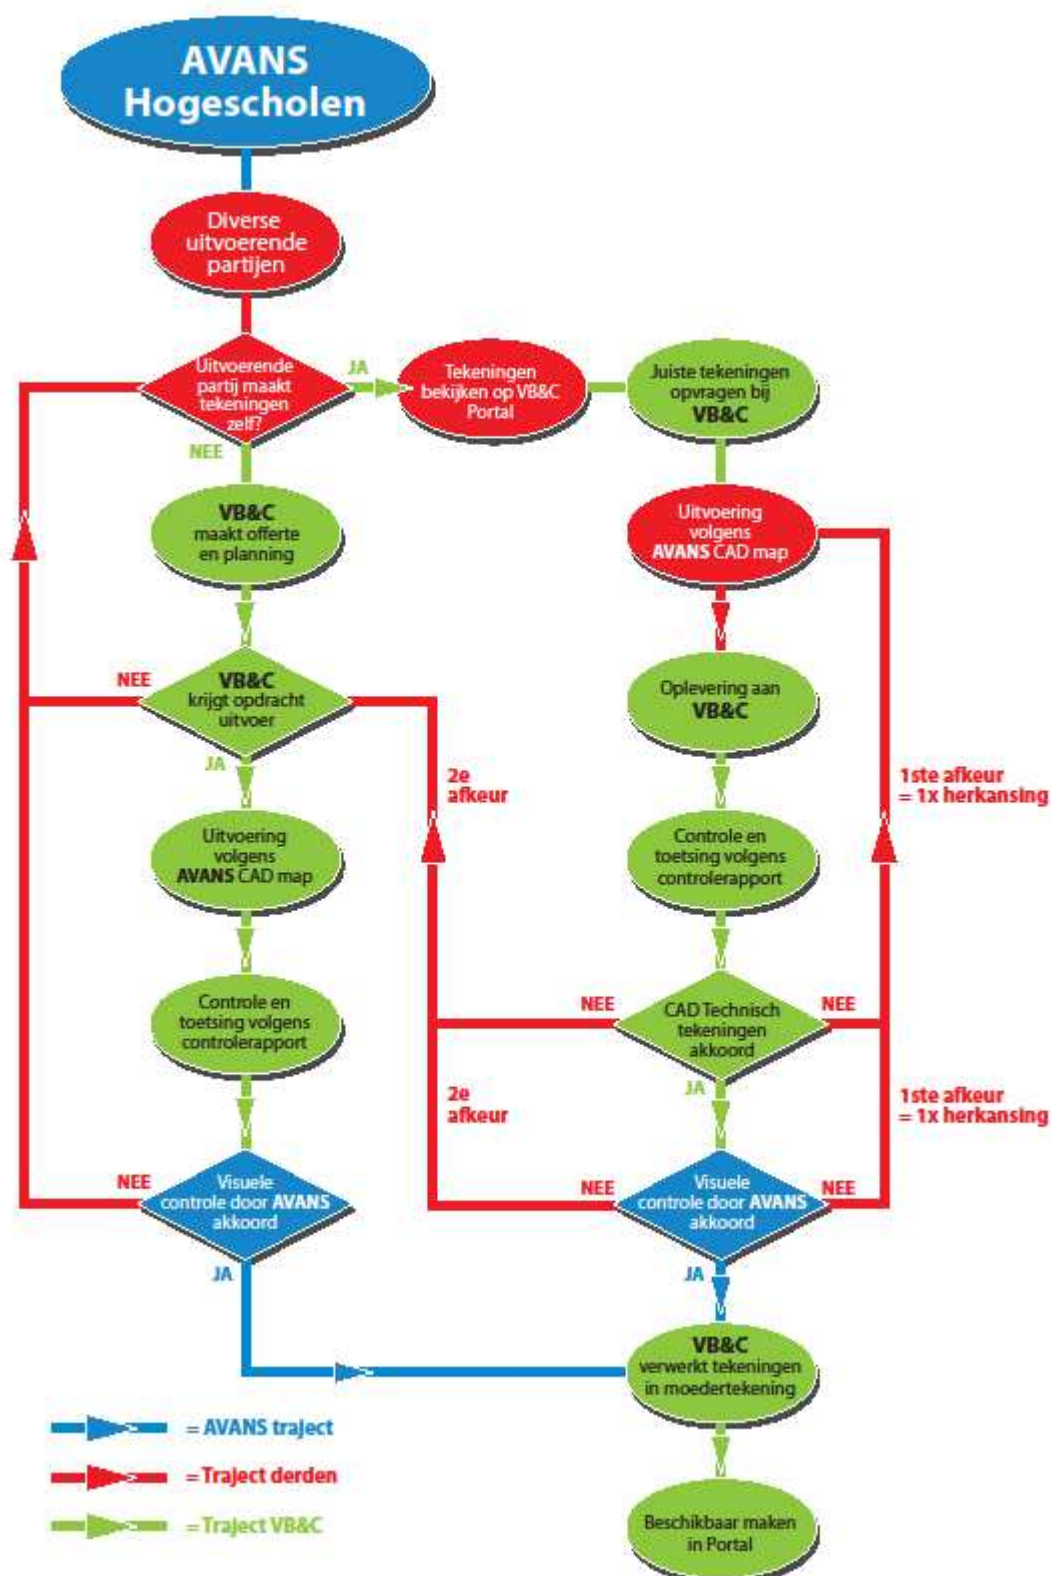 AVANS
Hogescholen
Diverse
uitvoerende
partijen
Uitvoerende
partij maakt
tekeningen
zelf?
JA
Tekeningen
bekijken op VB&C
Portal
Juiste tekeningen
opvragen bij
VB&C
NEE
VB&C
maakt offerte
en planning
Uitvoering
volgens
AVANS CAD map
NEE
VB&C
krijgt opdracht
uitvoer
Oplevering aan
VB&C
JA
2e
afkeur
1ste afkeur
= 1x herkansing
Uitvoering
volgens
AVANS CAD map
Controle en
toetsing volgens
controlerapport
Controle en
toetsing volgens
controlerapport
NEE
CAD Technisch
tekeningen
akkoord
NEE
JA
2e
afkeur
1ste afkeur
= 1x herkansing
NEE
Visuele
controle door AVANS
akkoord
NEE
Visuele
controle door AVANS
akkoord
NEE
JA
JA
VB&C
verwerkt tekeningen
in moedertekening
= AVANS traject
= Traject derden
= Traject VB&C
Beschikbaar maken
in Portal